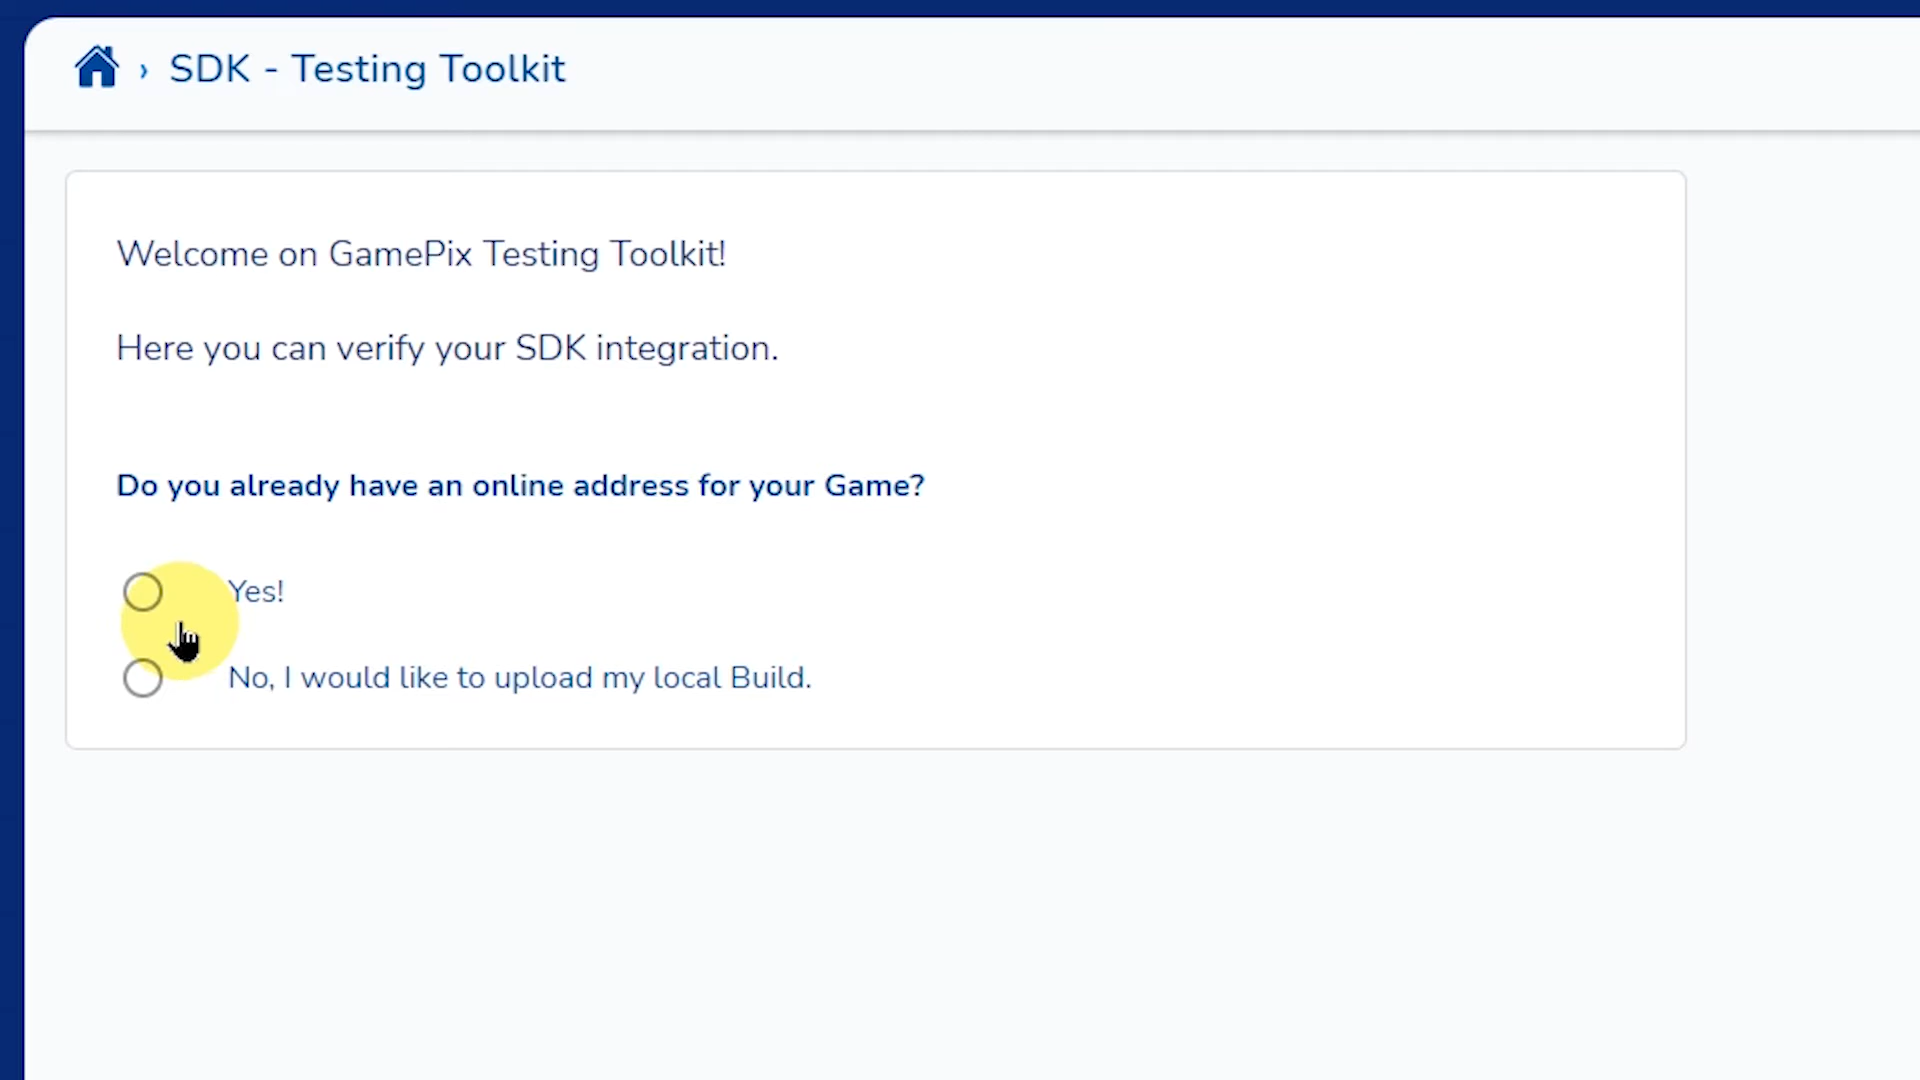 SDK - Testing Toolkit
Welcome on GamePix Testing Toolkit!
Here you can verify your SDK integration.
Do you already have an online address for your Game?
Yes!
No, I would like to upload my local Build.